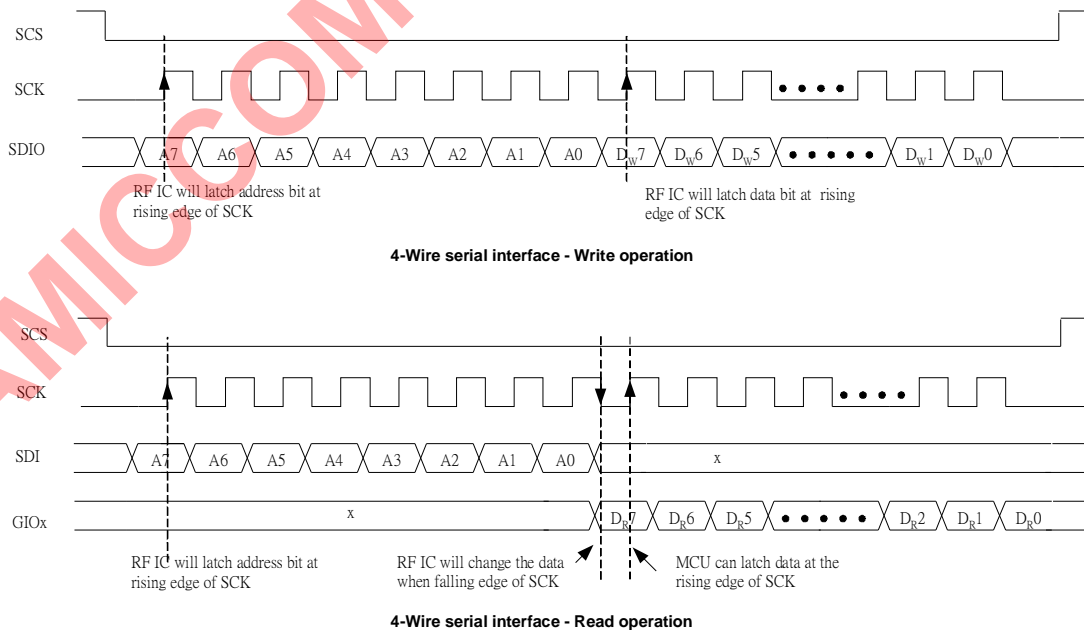 SCS
SCK
SDIO
A7 A6 A5 A4 A3 A2 A1 A0 DW7 DW6 DW5 DW1 DW0
RF IC will latch address bit at
rising edge of SCK
RF IC will latch data bit at rising
edge of SCK
4-Wire serial interface - Write operation
AMICCOM
SCS
SCK
SDI
A7 A6 A5 A4 A3 A2 A1 A0 x
GIOx
x DR7 DR6 DR5 DR2 DR1 DR0
RF IC will latch address bit at
rising edge of SCK
RF IC will change the data
when falling edge of SCK
MCU can latch data at the
rising edge of SCK
4-Wire serial interface - Read operation